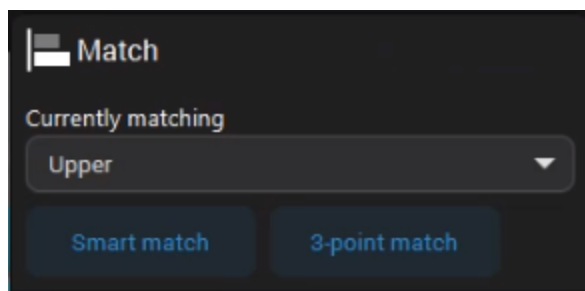 Match
Currently matching
Upper
Smart match
3-point match